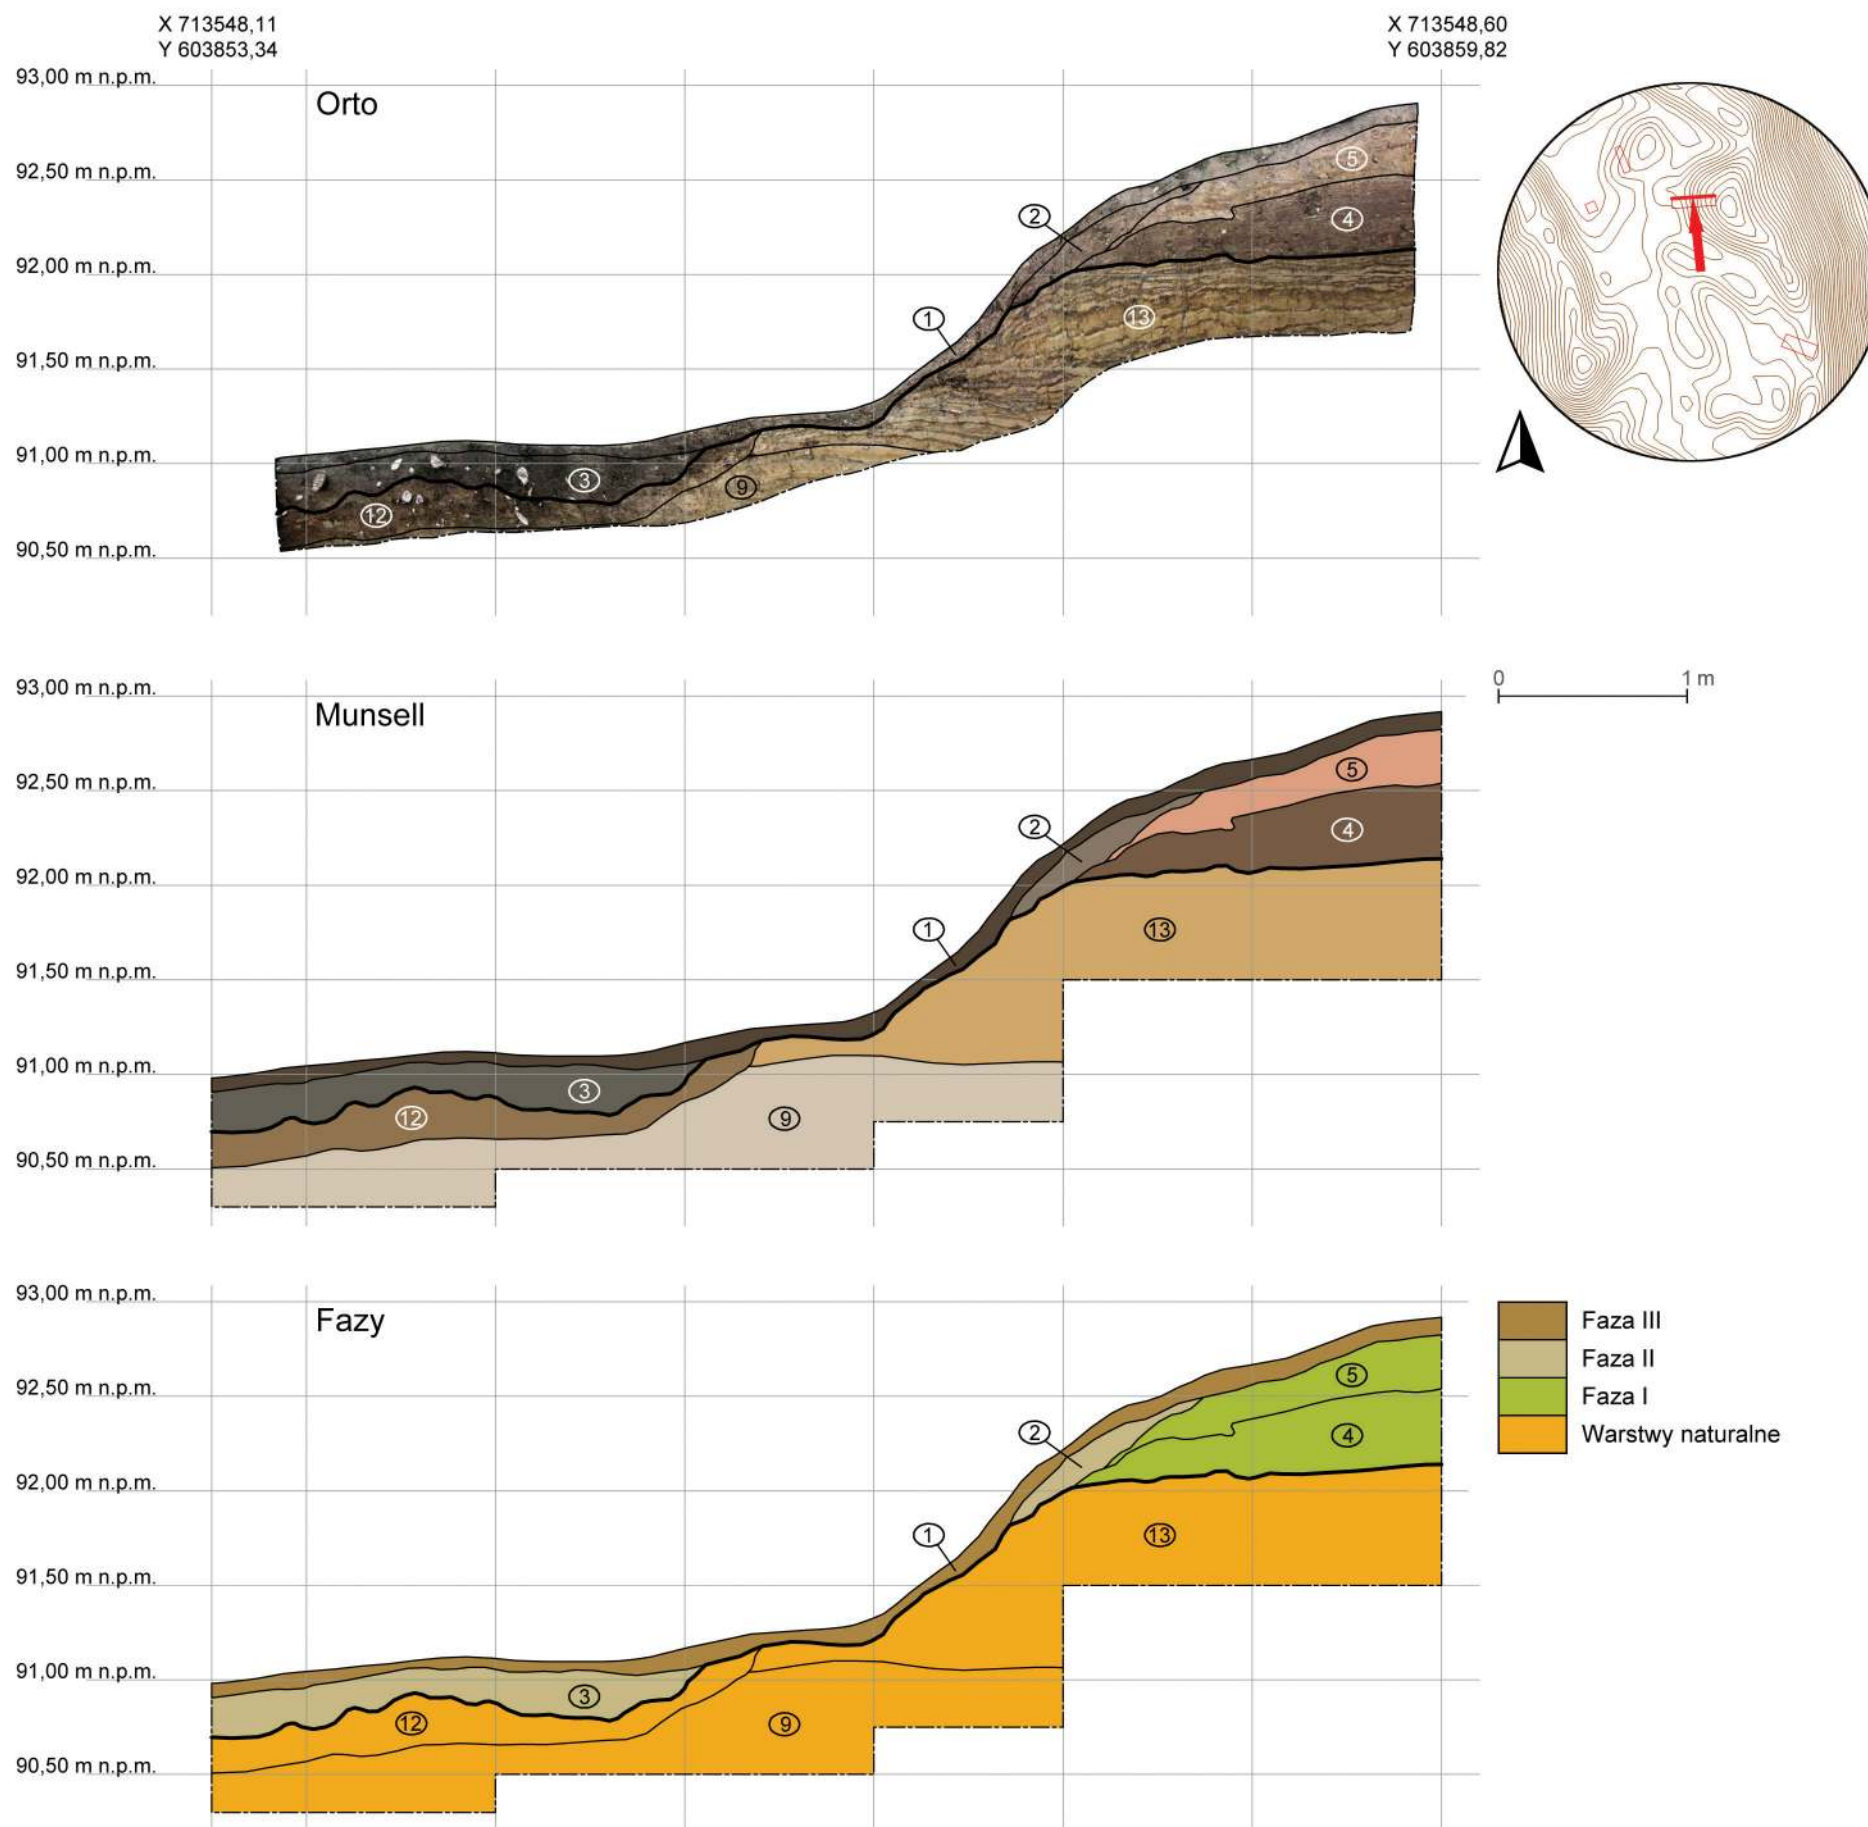 X 713548,11
Y 603853,34
X 713548,60
Y 603859,82
93,00 m n.p.m.
Orto
92,50 m n.p.m.
5
2
4
92,00 m n.p.m.
1
13
91,50 m n.p.m.
91,00 m n.p.m.
3
9
12
90,50 m n.p.m.
0 1 m
93,00 m n.p.m.
Munsell
92,50 m n.p.m.
5
2
4
92,00 m n.p.m.
1
13
91,50 m n.p.m.
91,00 m n.p.m.
3
12
9
90,50 m n.p.m.
93,00 m n.p.m.
Fazy
92,50 m n.p.m.
5
2
4
92,00 m n.p.m.
1
13
91,50 m n.p.m.
91,00 m n.p.m.
3
12
9
90,50 m n.p.m.
Faza III
Faza II
Faza I
Warstwy naturalne